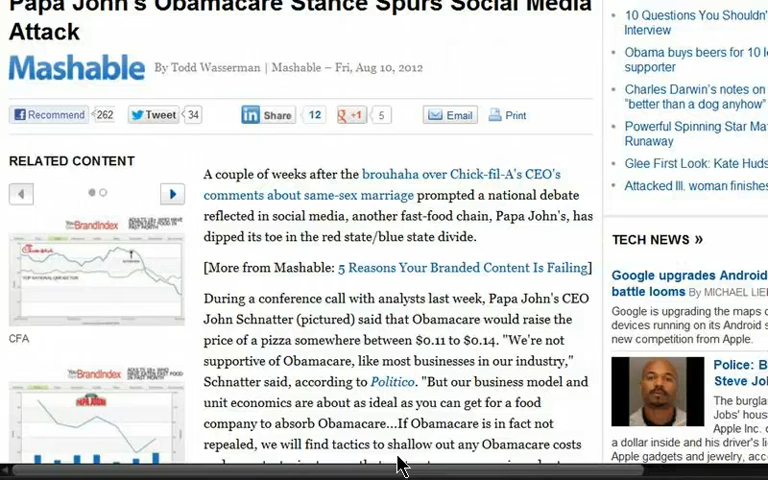 Papa John's Obamacare Stance Spurs Social Media
Attack
Mashable By Todd Wasserman | Mashable – Fri, Aug 10, 2012
Recommend 262 Tweet 34 Share 12 +1 5 Email Print
RELATED CONTENT
BrandIndex
CFA
BrandIndex
A couple of weeks after the brouhaha over Chick-fil-A's CEO's
comments about same-sex marriage prompted a national debate
reflected in social media, another fast-food chain, Papa John's, has
dipped its toe in the red state/blue state divide.
[More from Mashable: 5 Reasons Your Branded Content Is Failing]
During a conference call with analysts last week, Papa John's CEO
John Schnatter (pictured) said that Obamacare would raise the
price of a pizza somewhere between $0.11 to $0.14. "We're not
supportive of Obamacare, like most businesses in our industry,"
Schnatter said, according to Politico. "But our business model and
unit economics are about as ideal as you can get for a food
company to absorb Obamacare...If Obamacare is in fact not
repealed, we will find tactics to shallow out any Obamacare costs
10 Questions You Shouldn'
Interview
Obama buys beers for 10 l
supporter
Charles Darwin's notes on
"better than a dog anyhow"
Powerful Spinning Star Ma
Runaway
Glee First Look: Kate Huds
Attacked Ill. woman finishes
TECH NEWS »
Google upgrades Android
battle looms By MICHAEL LIE
Google is upgrading the maps o
devices running on its Android s
new competition from Apple.
Police: B
Steve Jo
The burgla
Jobs' hous
Apple Inc. c
a dollar inside and his driver's li
Apple gadgets and jewelry, acc